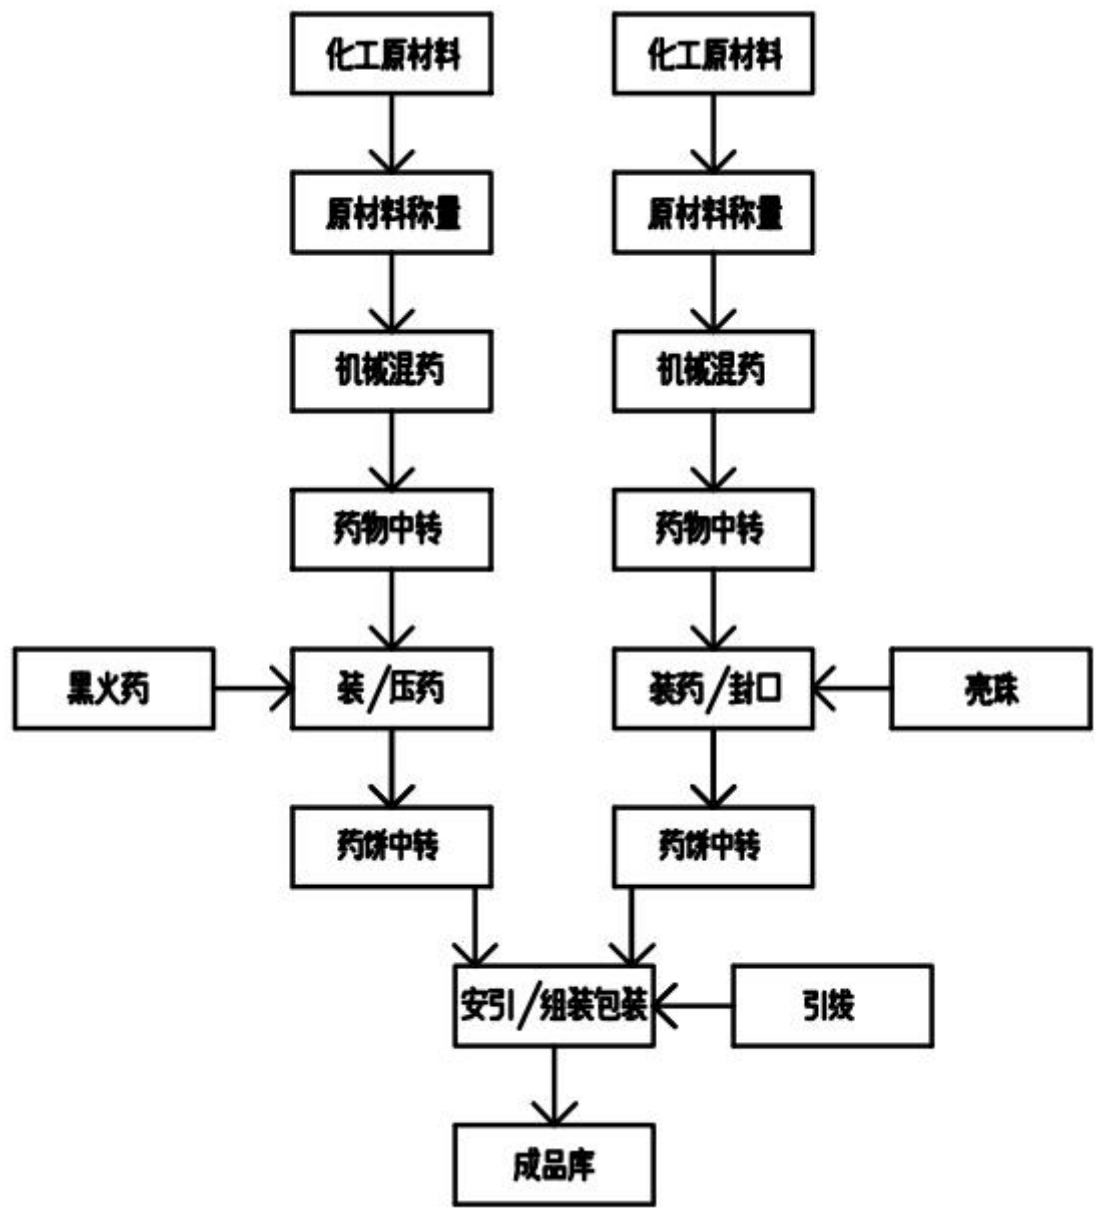 化工原材料
化工原材料
原材料称量
原材料称量
机械混药
机械混药
药物中转
药物中转
黑火药
装/压药
装药/封口
亮珠
药饼中转
药饼中转
安引/组装包装
引线
成品库